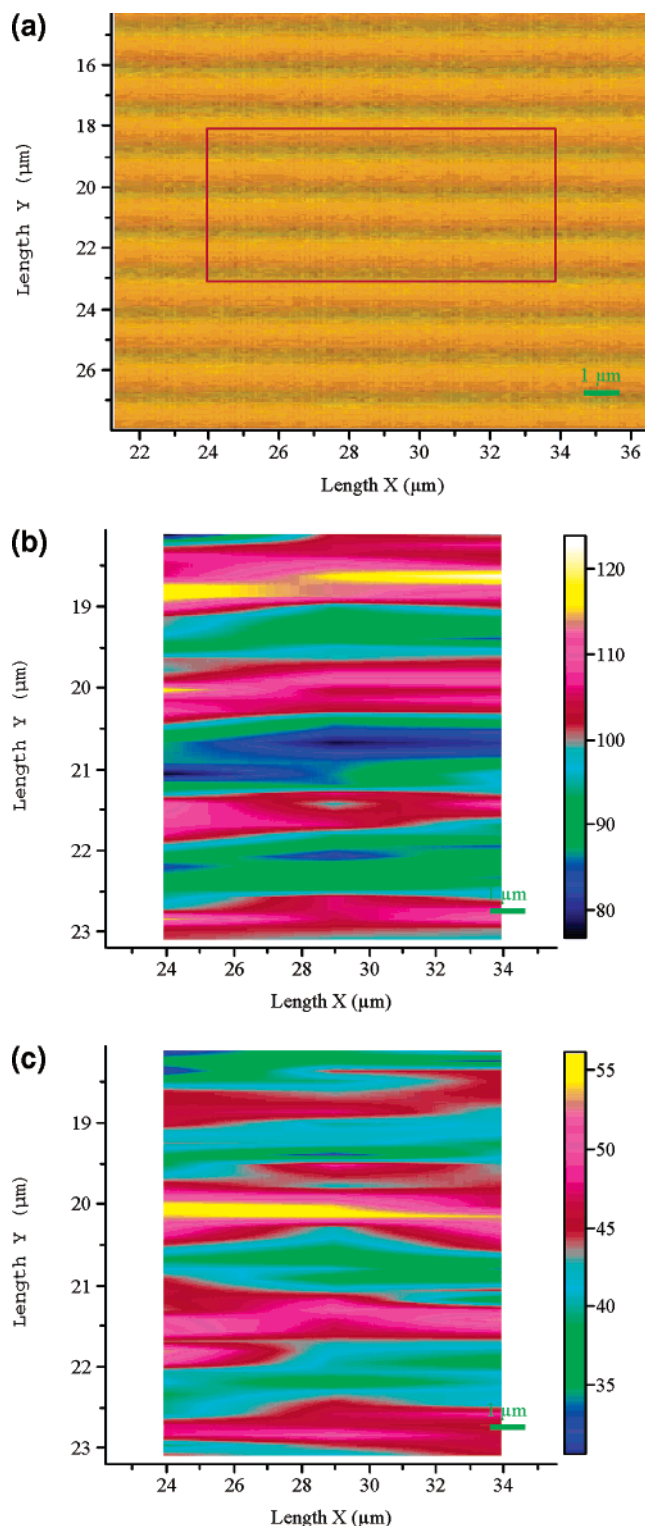 (a)
16
18
20
22
24
26
Length Y (μm)
1 μm
22 24 26 28 30 32 34 36
Length X (μm)
(b)
19
20
21
22
23
Length Y (μm)
120
110
100
90
80
1 μm
24 26 28 30 32 34
Length X (μm)
(c)
19
20
21
22
23
Length Y (μm)
55
50
45
40
35
1 μm
24 26 28 30 32 34
Length X (μm)